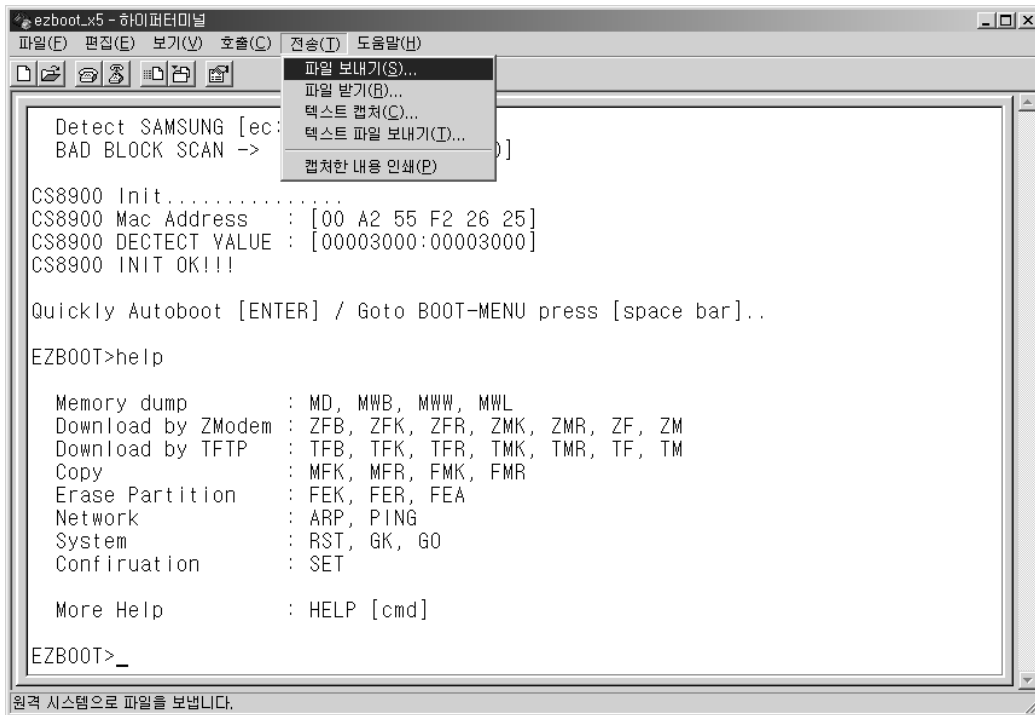 ezboot_x5 - 하이퍼터미널
파일(F) 편집(E) 보기(V) 호출(C) 전송(T) 도움말(H)
파일 보내기(S)...
파일 받기(R)...
텍스트 캡처(C)...
텍스트 파일 보내기(T)...
캡처한 내용 인쇄(P)
Detect SAMSUNG [ec:
BAD BLOCK SCAN -> )]
CS8900 Init...............
CS8900 Mac Address : [00 A2 55 F2 26 25]
CS8900 DECTECT VALUE : [00003000:00003000]
CS8900 INIT OK!!!
Quickly Autoboot [ENTER] / Goto BOOT-MENU press [space bar]..
EZBOOT>help
Memory dump : MD, MWB, MWW, MWL
Download by ZModem : ZFB, ZFK, ZFR, ZMK, ZMR, ZF, ZM
Download by TFTP : TFB, TFK, TFR, TMK, TMR, TF, TM
Copy : MFK, MFR, FMK, FMR
Erase Partition : FEK, FER, FEA
Network : ARP, PING
System : RST, GK, GO
Confiruation : SET
More Help : HELP [cmd]
EZBOOT>_
원격 시스템으로 파일을 보냅니다.